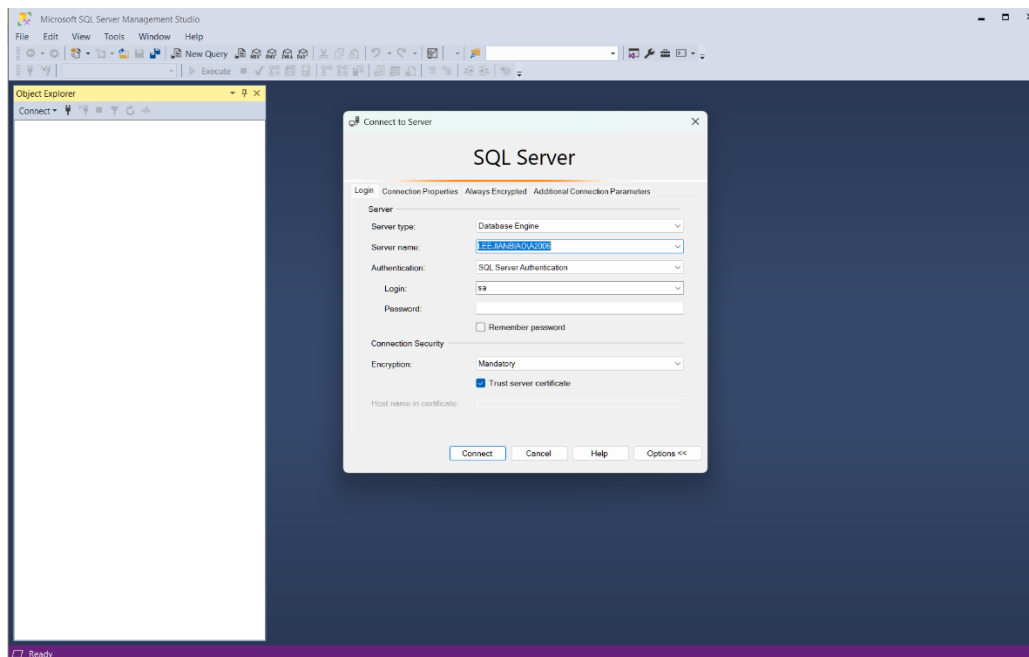 Microsoft SQL Server Management Studio
File Edit View Tools Window Help
New Query
Execute
Object Explorer
Connect
Connect to Server
SQL Server
Login Connection Properties Always Encrypted Additional Connection Parameters
Server
Server type: Database Engine
Server name: LEEJIANBIAO\A2006
Authentication: SQL Server Authentication
Login: sa
Password:
Remember password
Connection Security
Encryption: Mandatory
Trust server certificate
Host name in certificate:
Connect Cancel Help Options <<
Ready